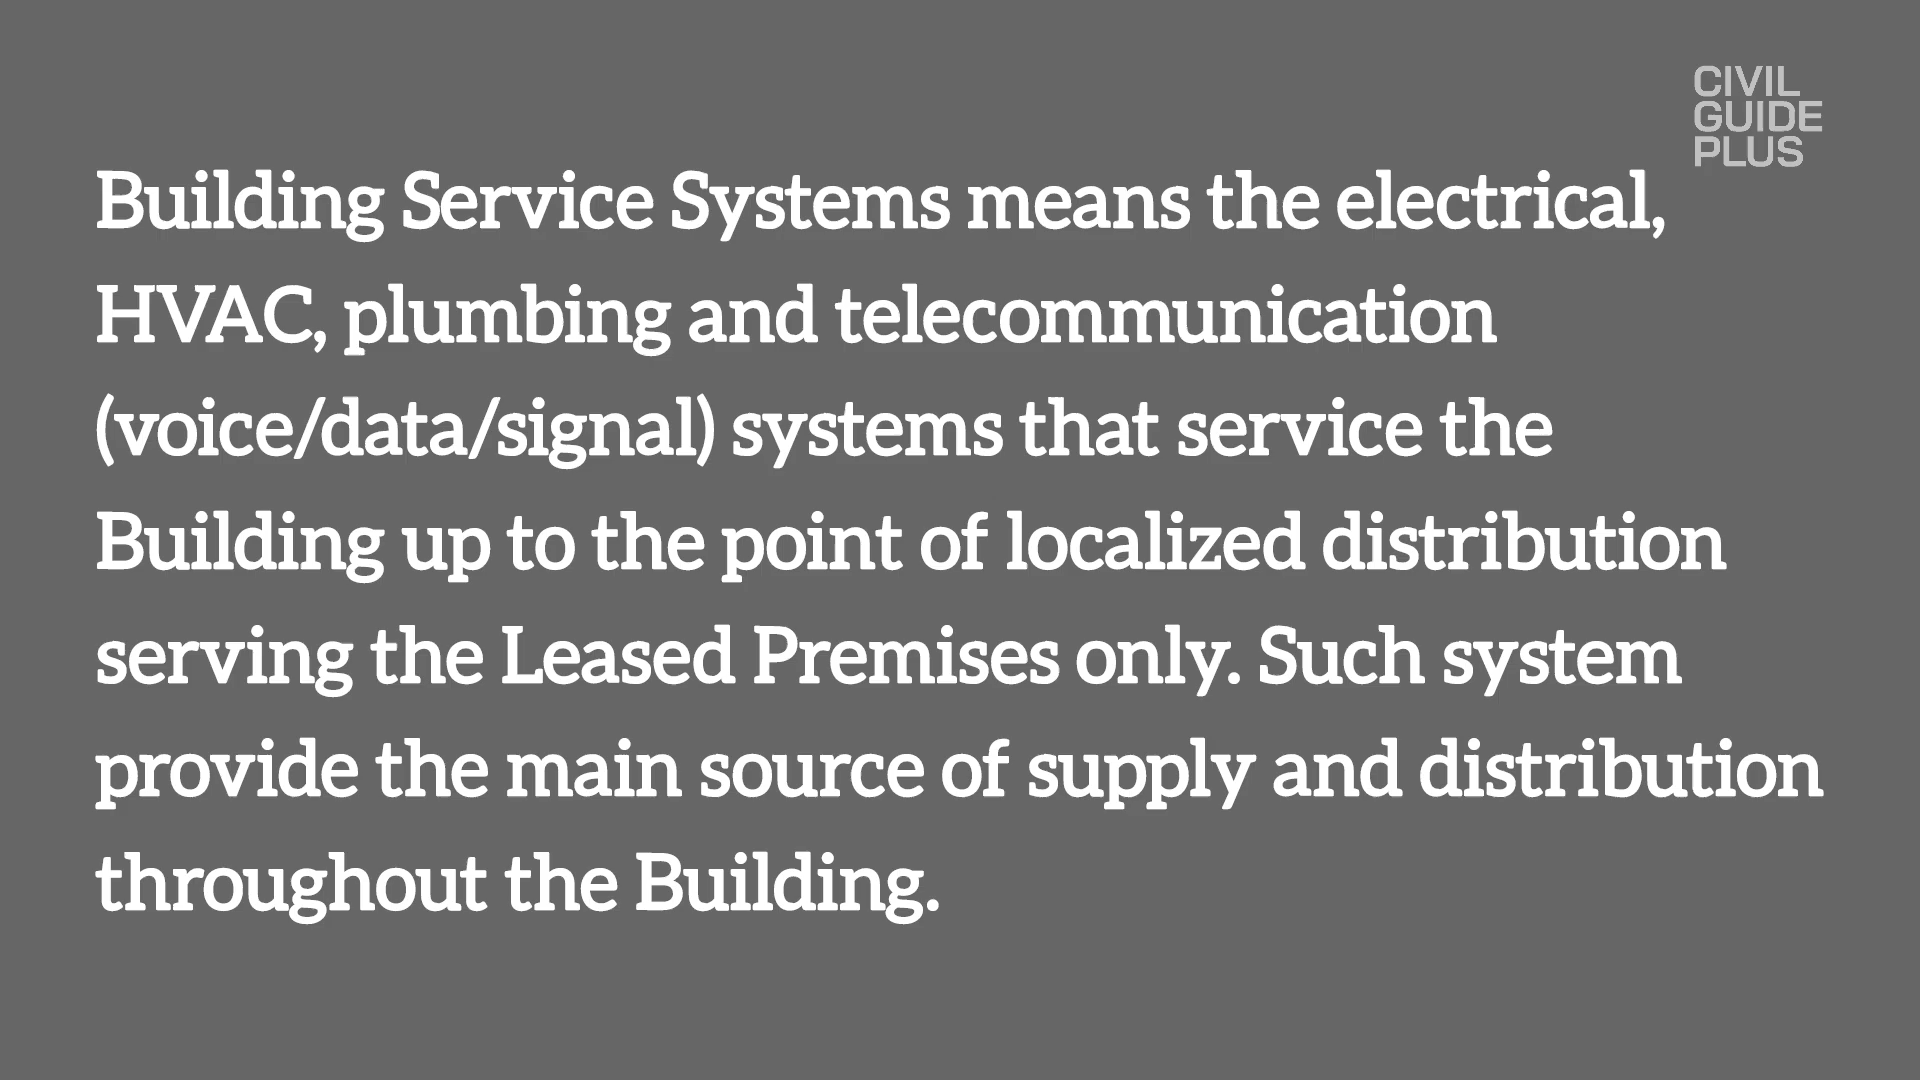 CIVIL
GUIDE
PLUS
Building Service Systems means the electrical,
HVAC, plumbing and telecommunication
(voice/data/signal) systems that service the
Building up to the point of localized distribution
serving the Leased Premises only. Such system
provide the main source of supply and distribution
throughout the Building.